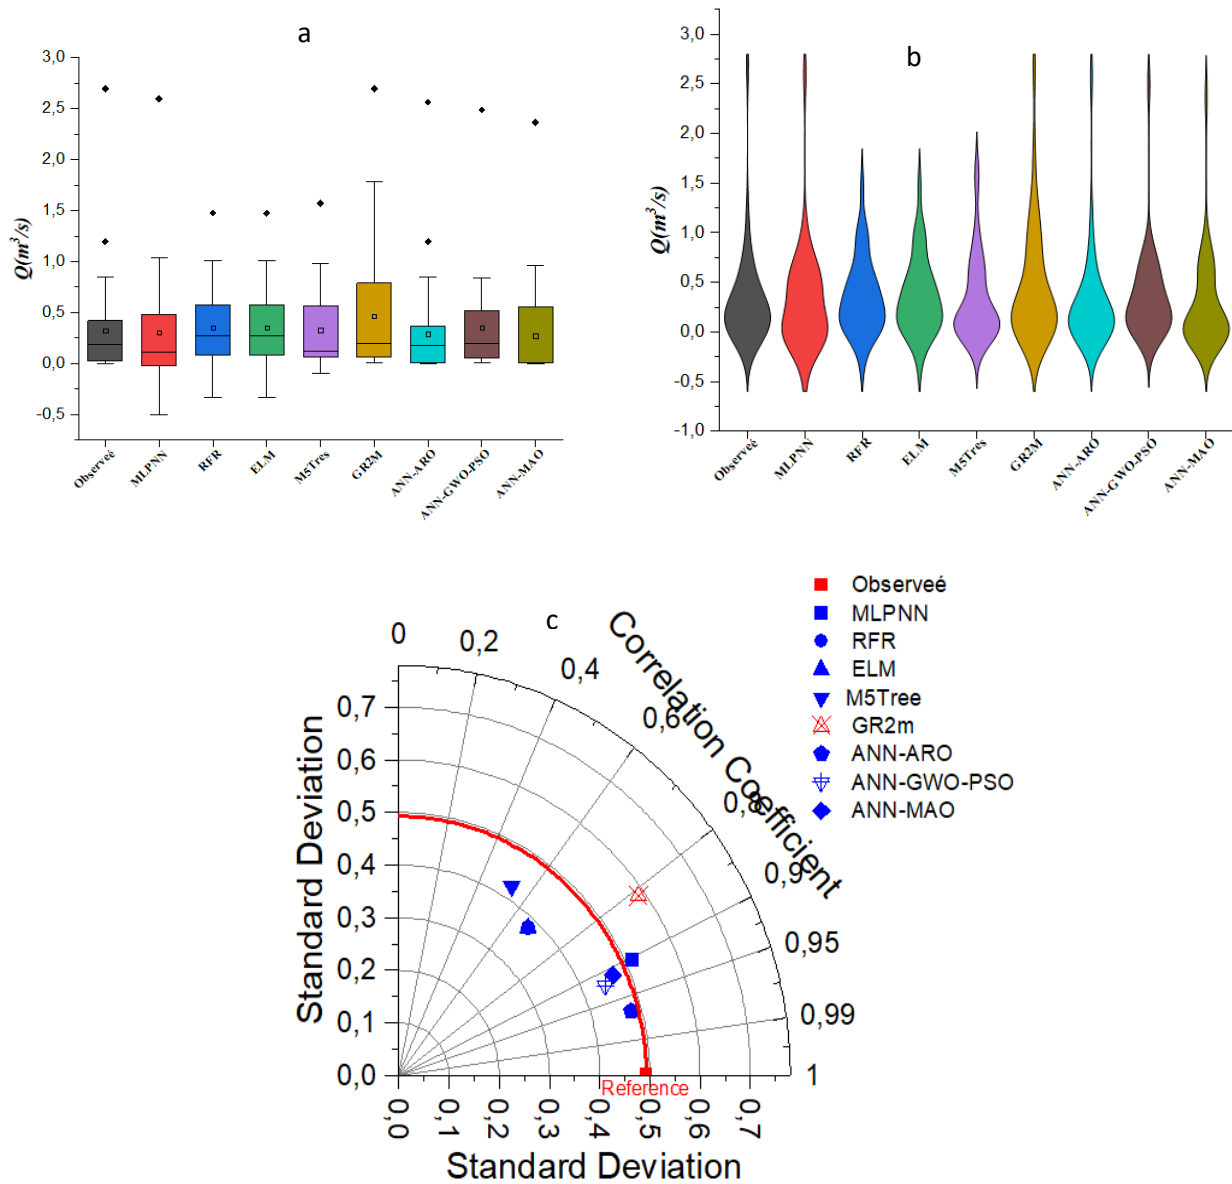 a
3,0
2,5
2,0
1,5
1,0
0,5
0,0
-0,5
Q(m³/s)
Observeé
MLPNN
RFR
ELM
M5Tres
GR2M
ANN-ARO
ANN-GWO-PSO
ANN-MAO
b
3,0
2,5
2,0
1,5
1,0
0,5
0,0
-0,5
-1,0
Q(m³/s)
Observeé
MLPNN
RFR
ELM
M5Tres
GR2M
ANN-ARO
ANN-GWO-PSO
ANN-MAO
c
Observeé
MLPNN
RFR
ELM
M5Tree
GR2m
ANN-ARO
ANN-GWO-PSO
ANN-MAO
0
0,2
0,4
0,6
0,8
0,9
0,95
0,99
1
Correlation Coefficient
0,7
0,6
0,5
0,4
0,3
0,2
0,1
0,0
Standard Deviation
Reference
0,0
0,1
0,2
0,3
0,4
0,5
0,6
0,7
Standard Deviation